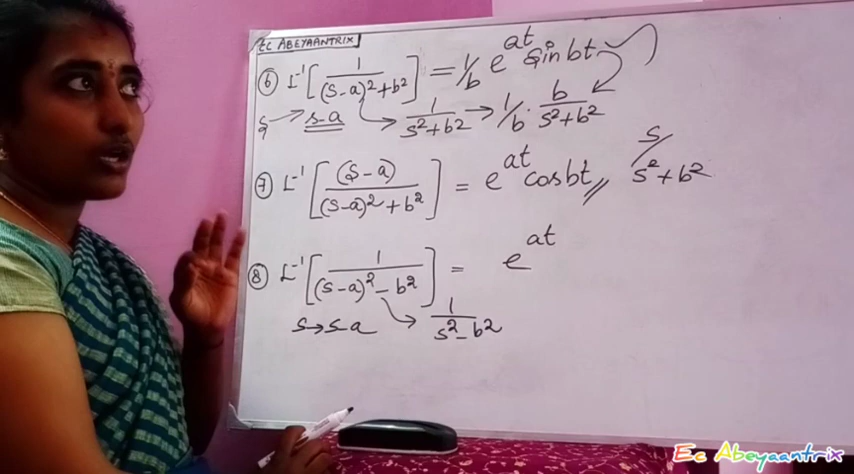 EC ABEYAANTRIX
⑥ L⁻¹[1/((s-a)²+b²)] = 1/b e^{at} sin bt
s → s-a → 1/(s²+b²) → 1/b · b/(s²+b²)
⑦ L⁻¹[(s-a)/((s-a)²+b²)] = e^{at} cos bt // s/(s²+b²)
⑧ L⁻¹[1/((s-a)²-b²)] = e^{at}
s→s-a → 1/(s²-b²)
Ec Abeyaantrix